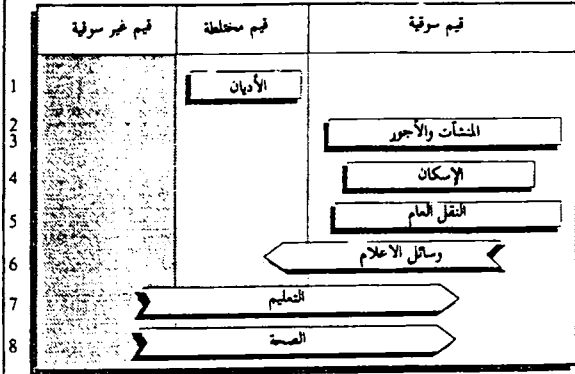 قيم سوقية قيم مختلطة قيم غير سوقية
1 الأديان
2
3 المنشآت والأجور
4 الإسكان
5 النقل العام
6 وسائل الاعلام
7 التعليم
8 الصحة